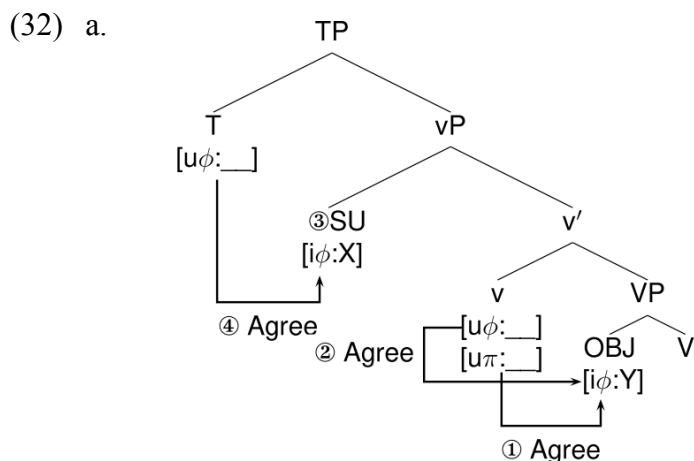 (32) a.
TP
T vP
[uϕ:__]
③SU v′
[iϕ:X]
v VP
④ Agree [uϕ:__]
② Agree [uπ:__] OBJ V
[iϕ:Y]
① Agree